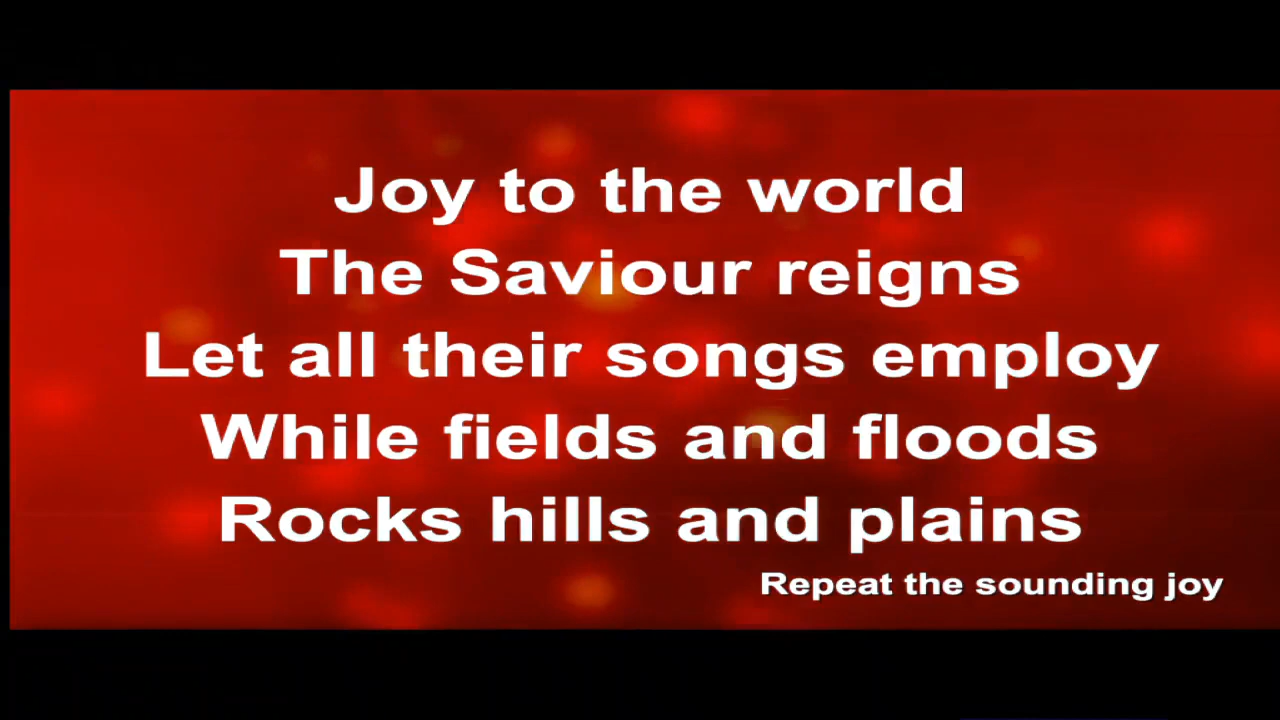 Joy to the world
The Saviour reigns
Let all their songs employ
While fields and floods
Rocks hills and plains
Repeat the sounding joy